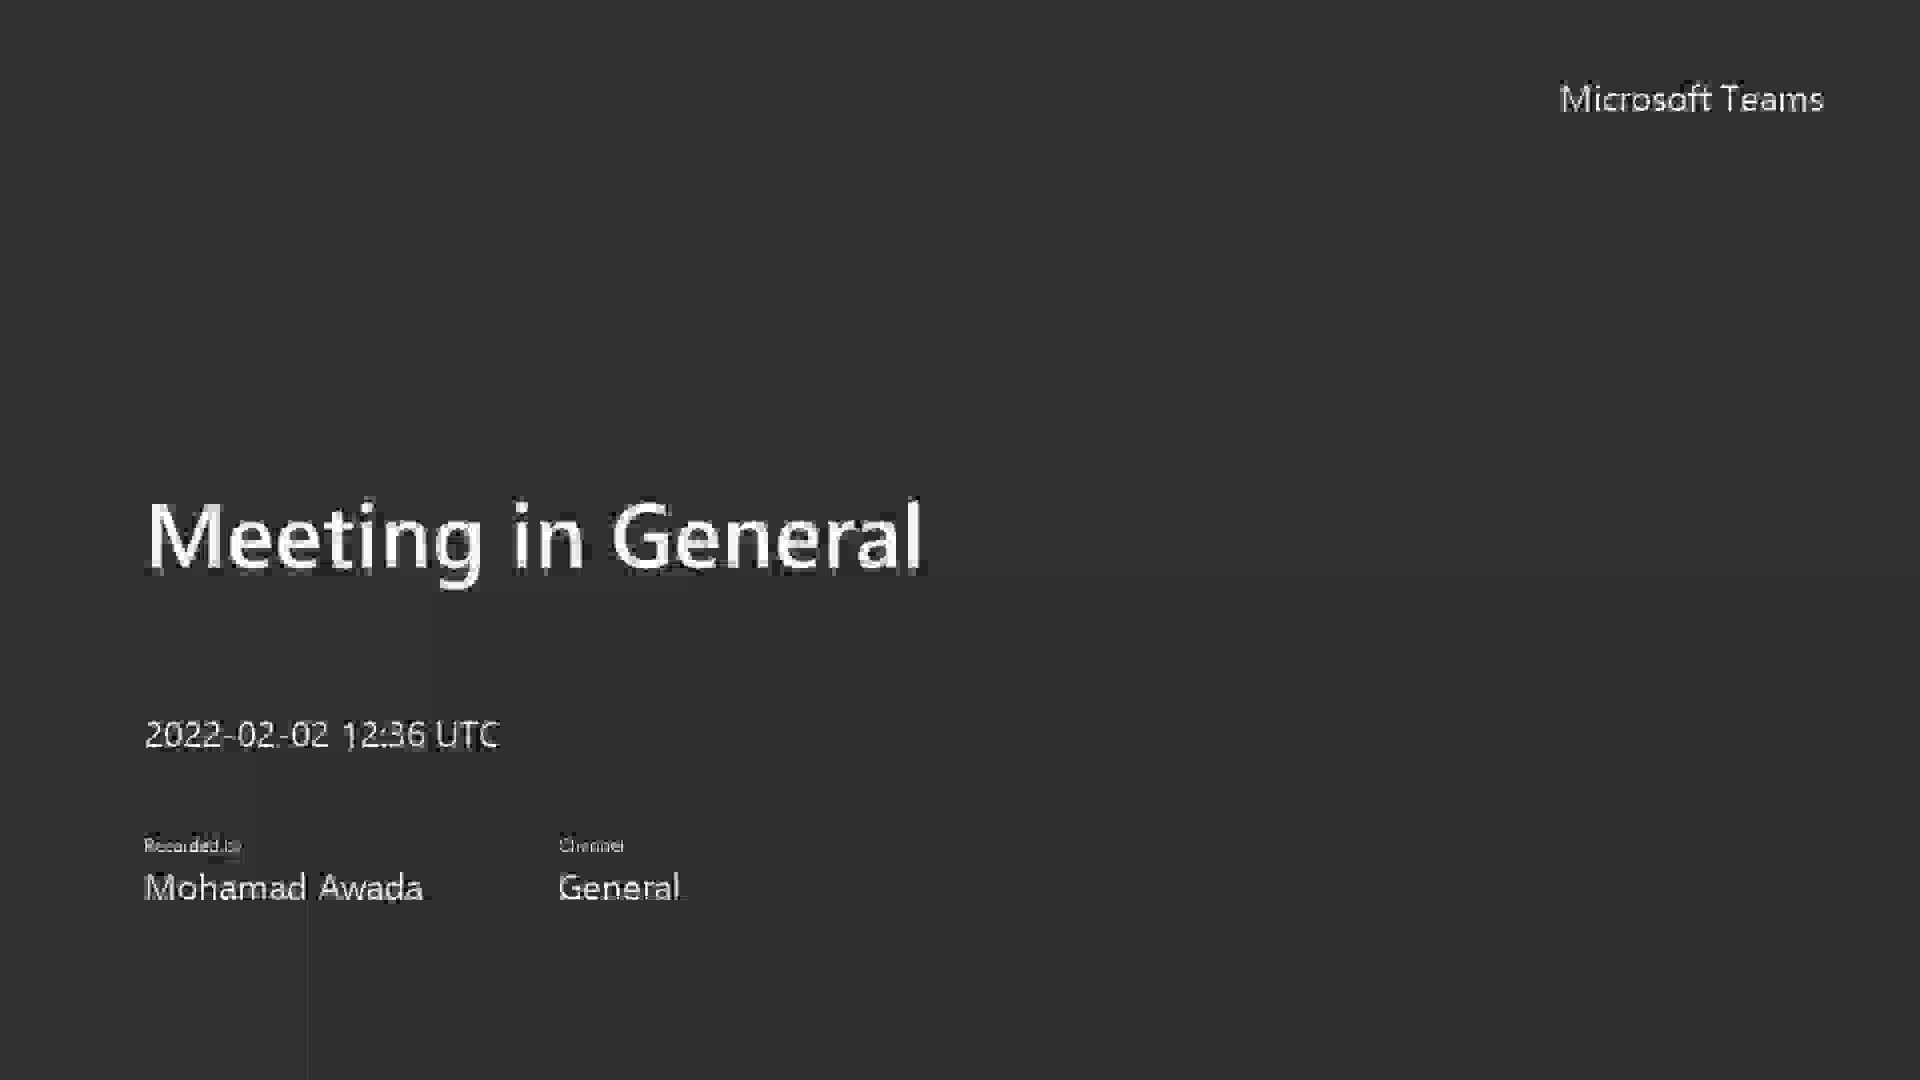 Microsoft Teams
Meeting in General
2022-02-02 12:36 UTC
Recorded by
Channel
Mohamad Awada
General